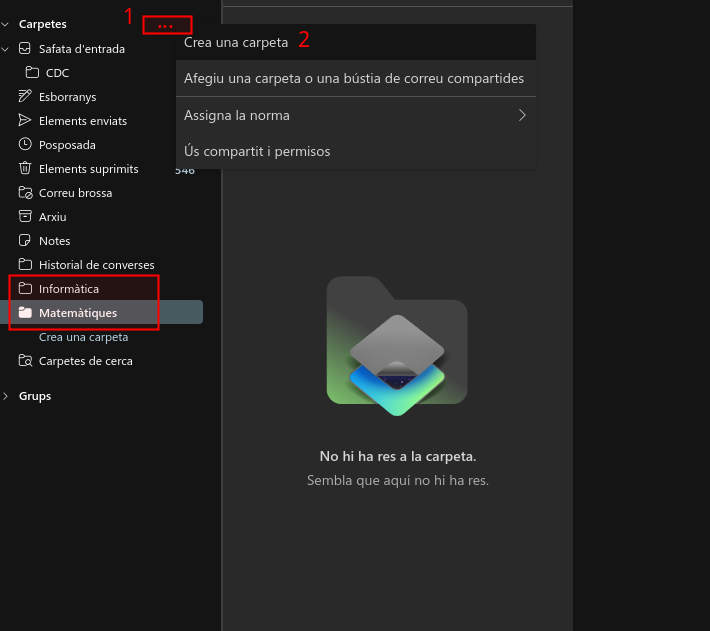 1
Carpetes
...
Crea una carpeta 2
Safata d'entrada
Afegiu una carpeta o una bústia de correu compartides
CDC
Esborranys
Assigna la norma
Elements enviats
Posposada
Ús compartit i permisos
Elements suprimits
546
Correu brossa
Arxiu
Notes
Historial de converses
Informàtica
Matemàtiques
Crea una carpeta
Carpetes de cerca
Grups
No hi ha res a la carpeta.
Sembla que aquí no hi ha res.